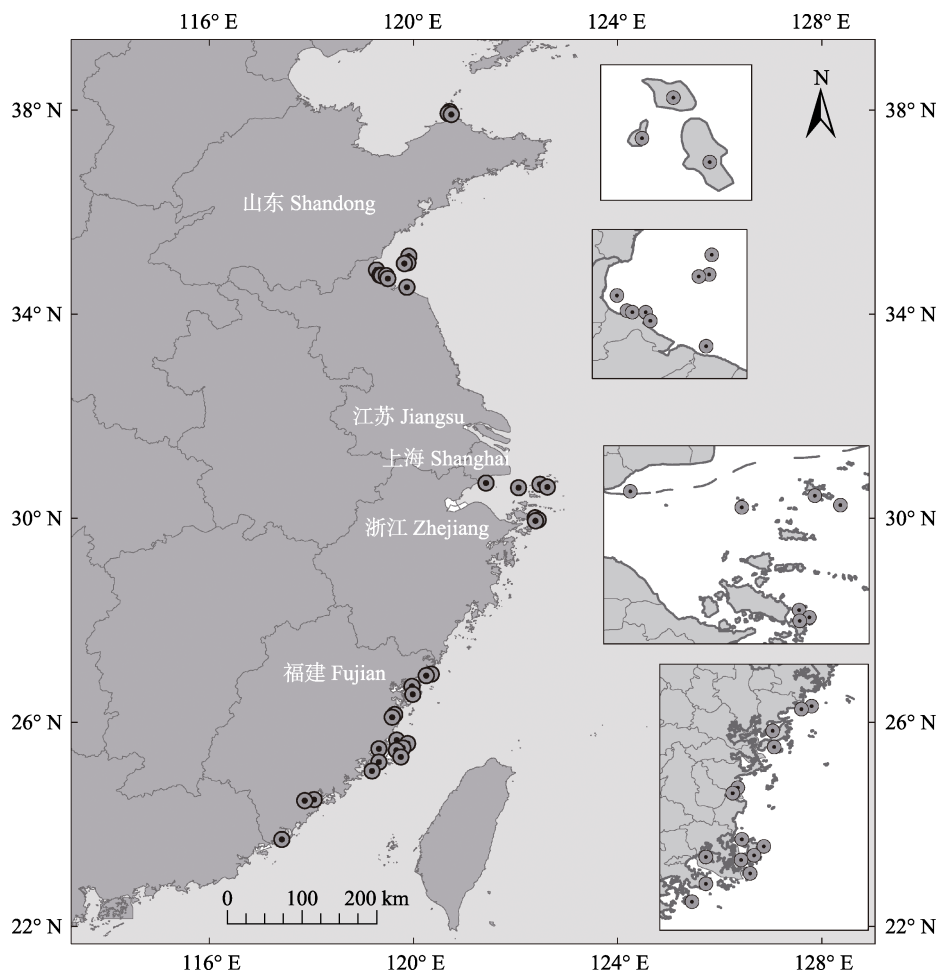 116° E 120° E 124° E 128° E
N
38° N 38° N
山东 Shandong
34° N 34° N
江苏 Jiangsu
上海 Shanghai
30° N 30° N
浙江 Zhejiang
福建 Fujian
26° N 26° N
0 100 200 km
22° N 22° N
116° E 120° E 124° E 128° E